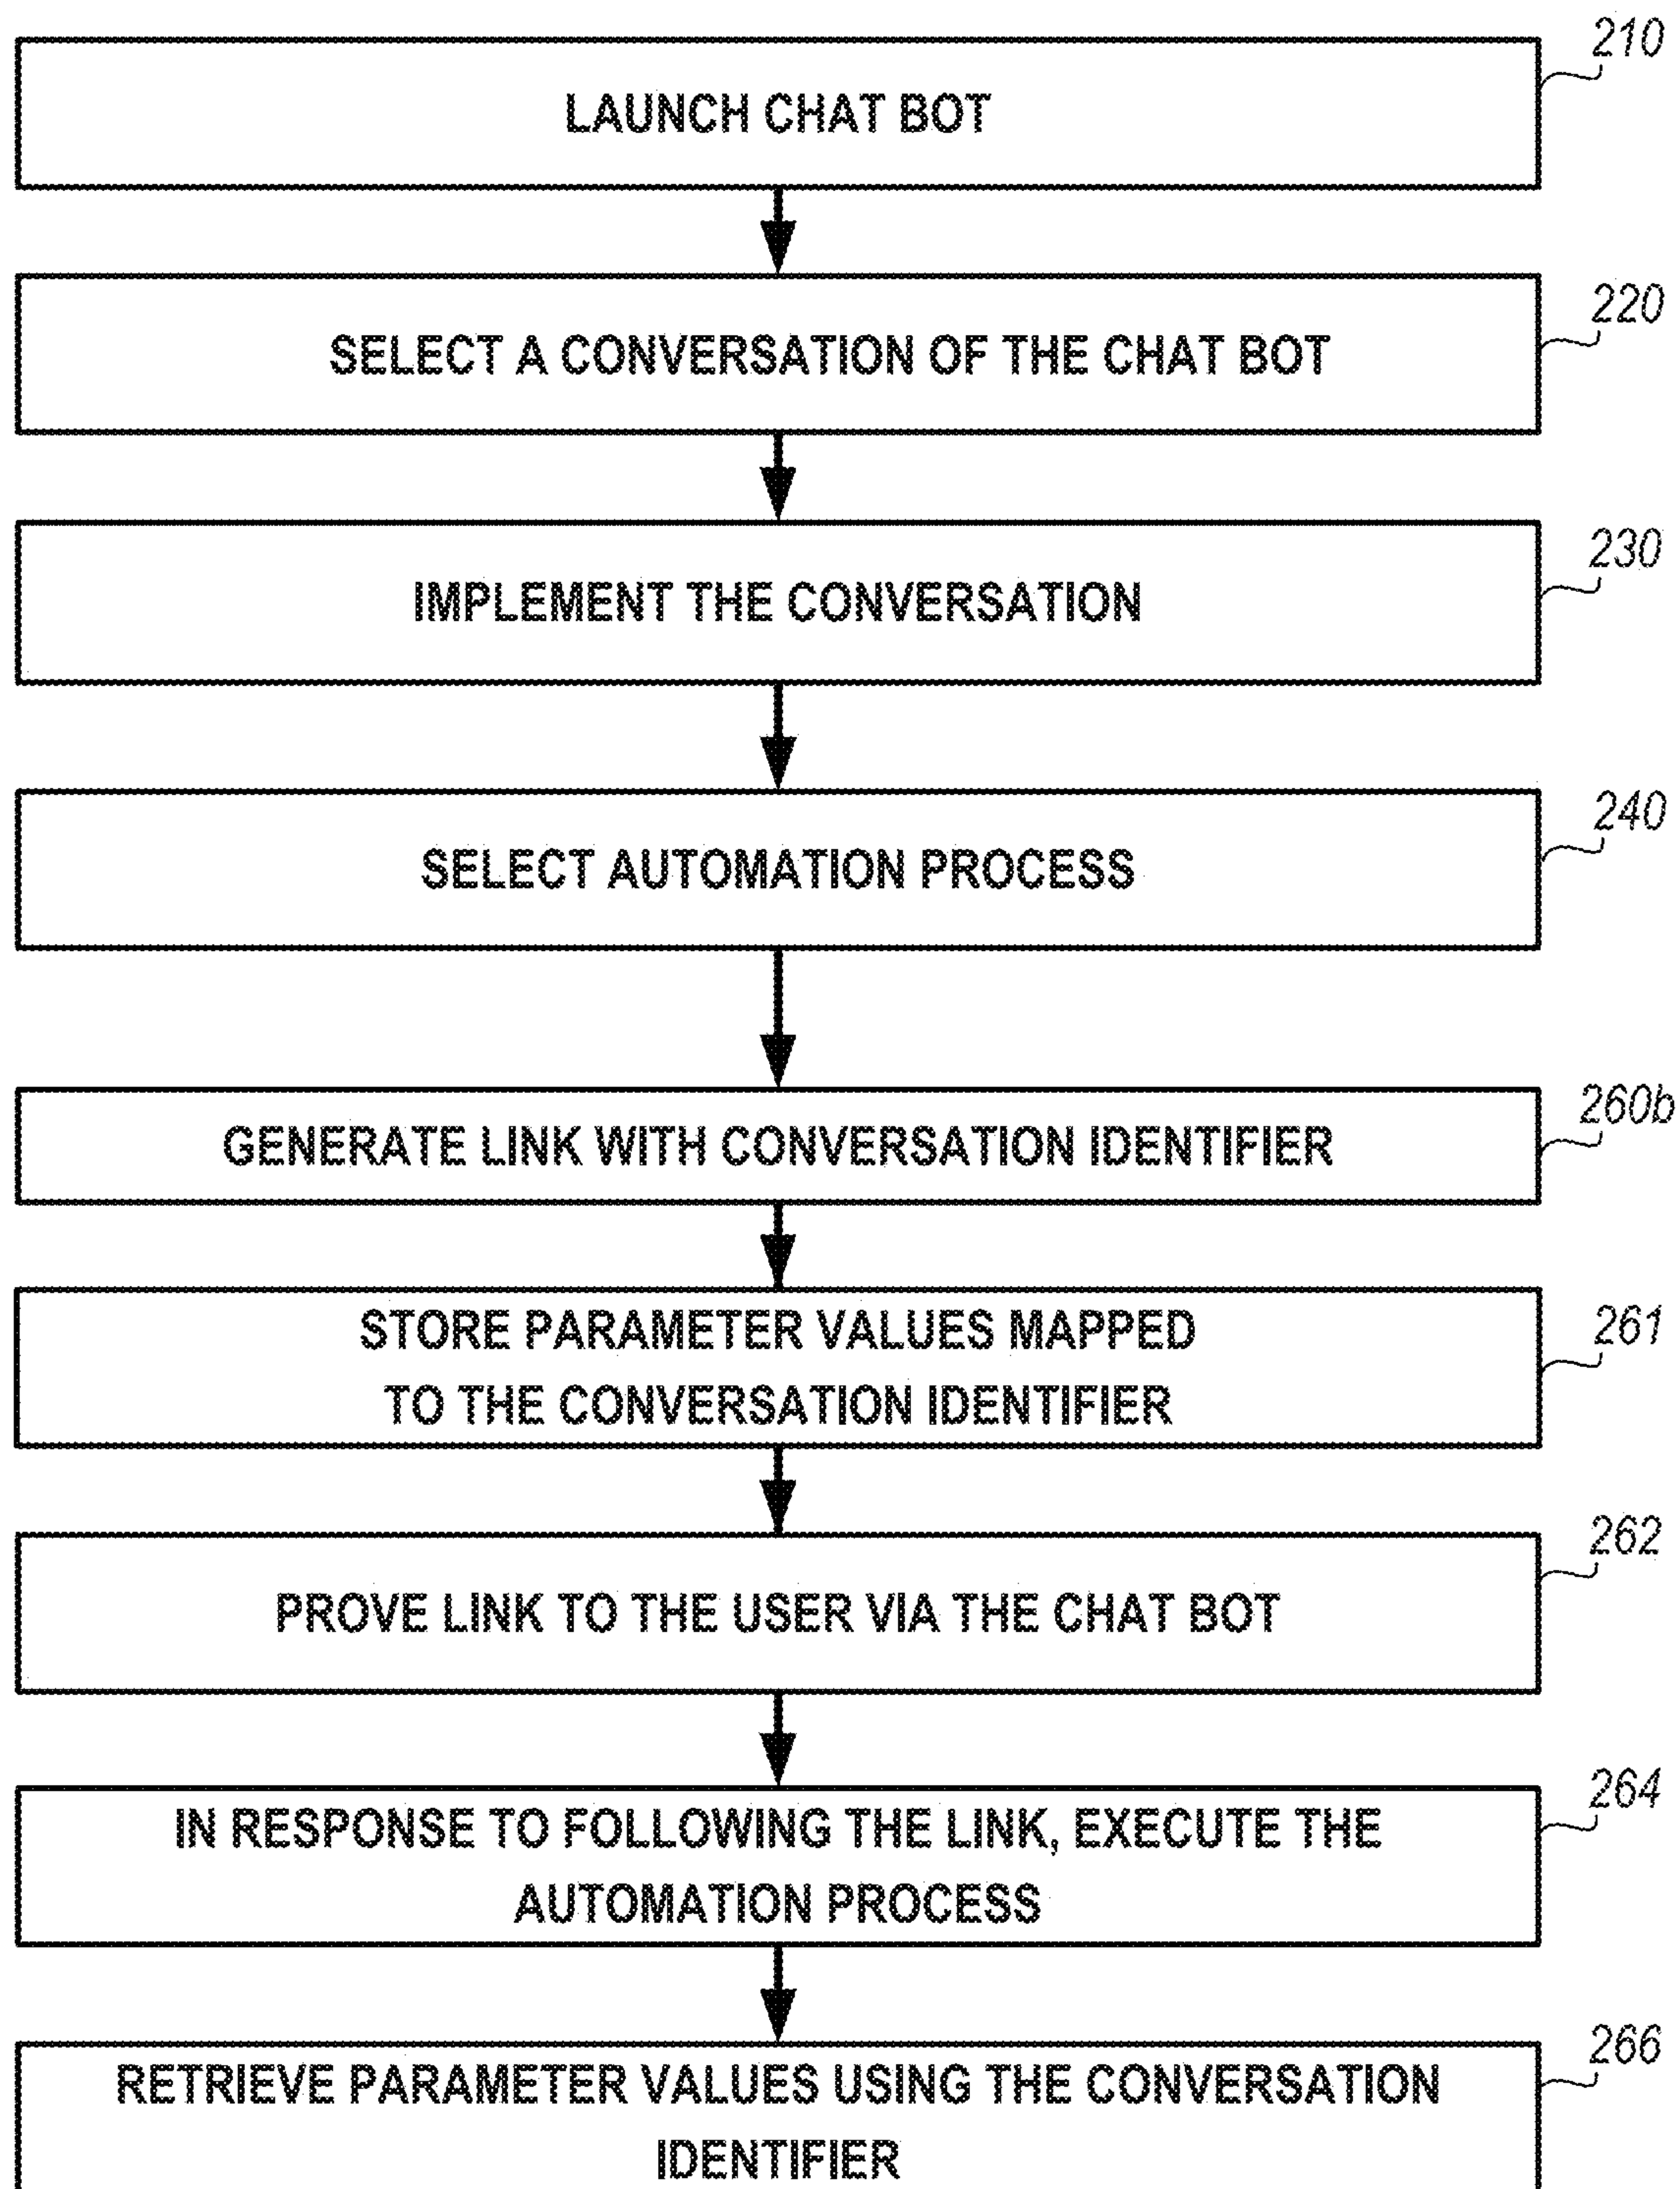 210
LAUNCH CHAT BOT
220
SELECT A CONVERSATION OF THE CHAT BOT
230
IMPLEMENT THE CONVERSATION
240
SELECT AUTOMATION PROCESS
260b
GENERATE LINK WITH CONVERSATION IDENTIFIER
261
STORE PARAMETER VALUES MAPPED
TO THE CONVERSATION IDENTIFIER
262
PROVE LINK TO THE USER VIA THE CHAT BOT
264
IN RESPONSE TO FOLLOWING THE LINK, EXECUTE THE
AUTOMATION PROCESS
266
RETRIEVE PARAMETER VALUES USING THE CONVERSATION
IDENTIFIER